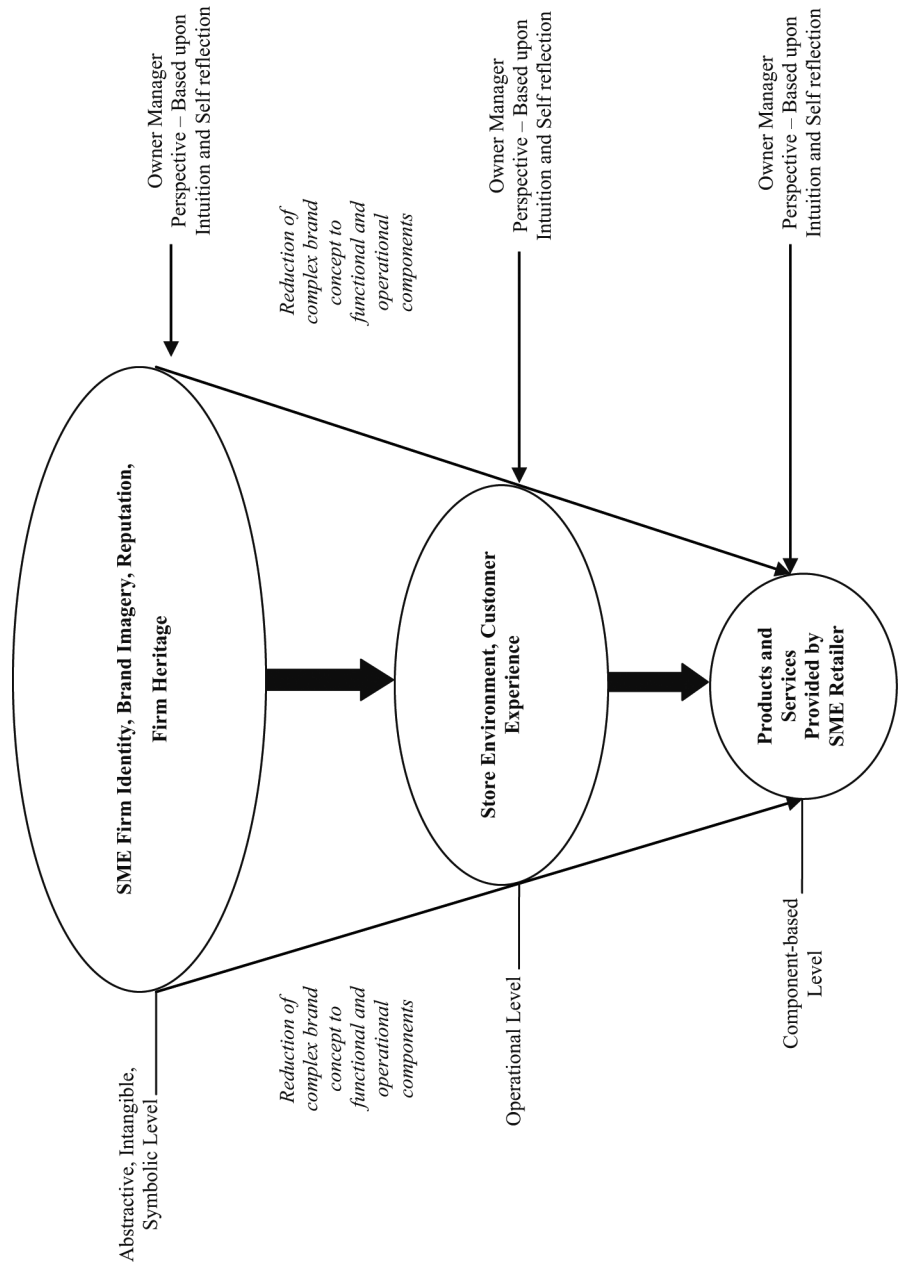 Abstractive, Intangible,
Symbolic Level
SME Firm Identity, Brand Imagery, Reputation,
Firm Heritage
Owner Manager
Perspective – Based upon
Intuition and Self reflection
Reduction of
complex brand
concept to
functional and
operational
components
Reduction of
complex brand
concept to
functional and
operational
components
Operational Level
Store Environment, Customer
Experience
Owner Manager
Perspective – Based upon
Intuition and Self reflection
Component-based
Level
Products and
Services
Provided by
SME Retailer
Owner Manager
Perspective – Based upon
Intuition and Self reflection